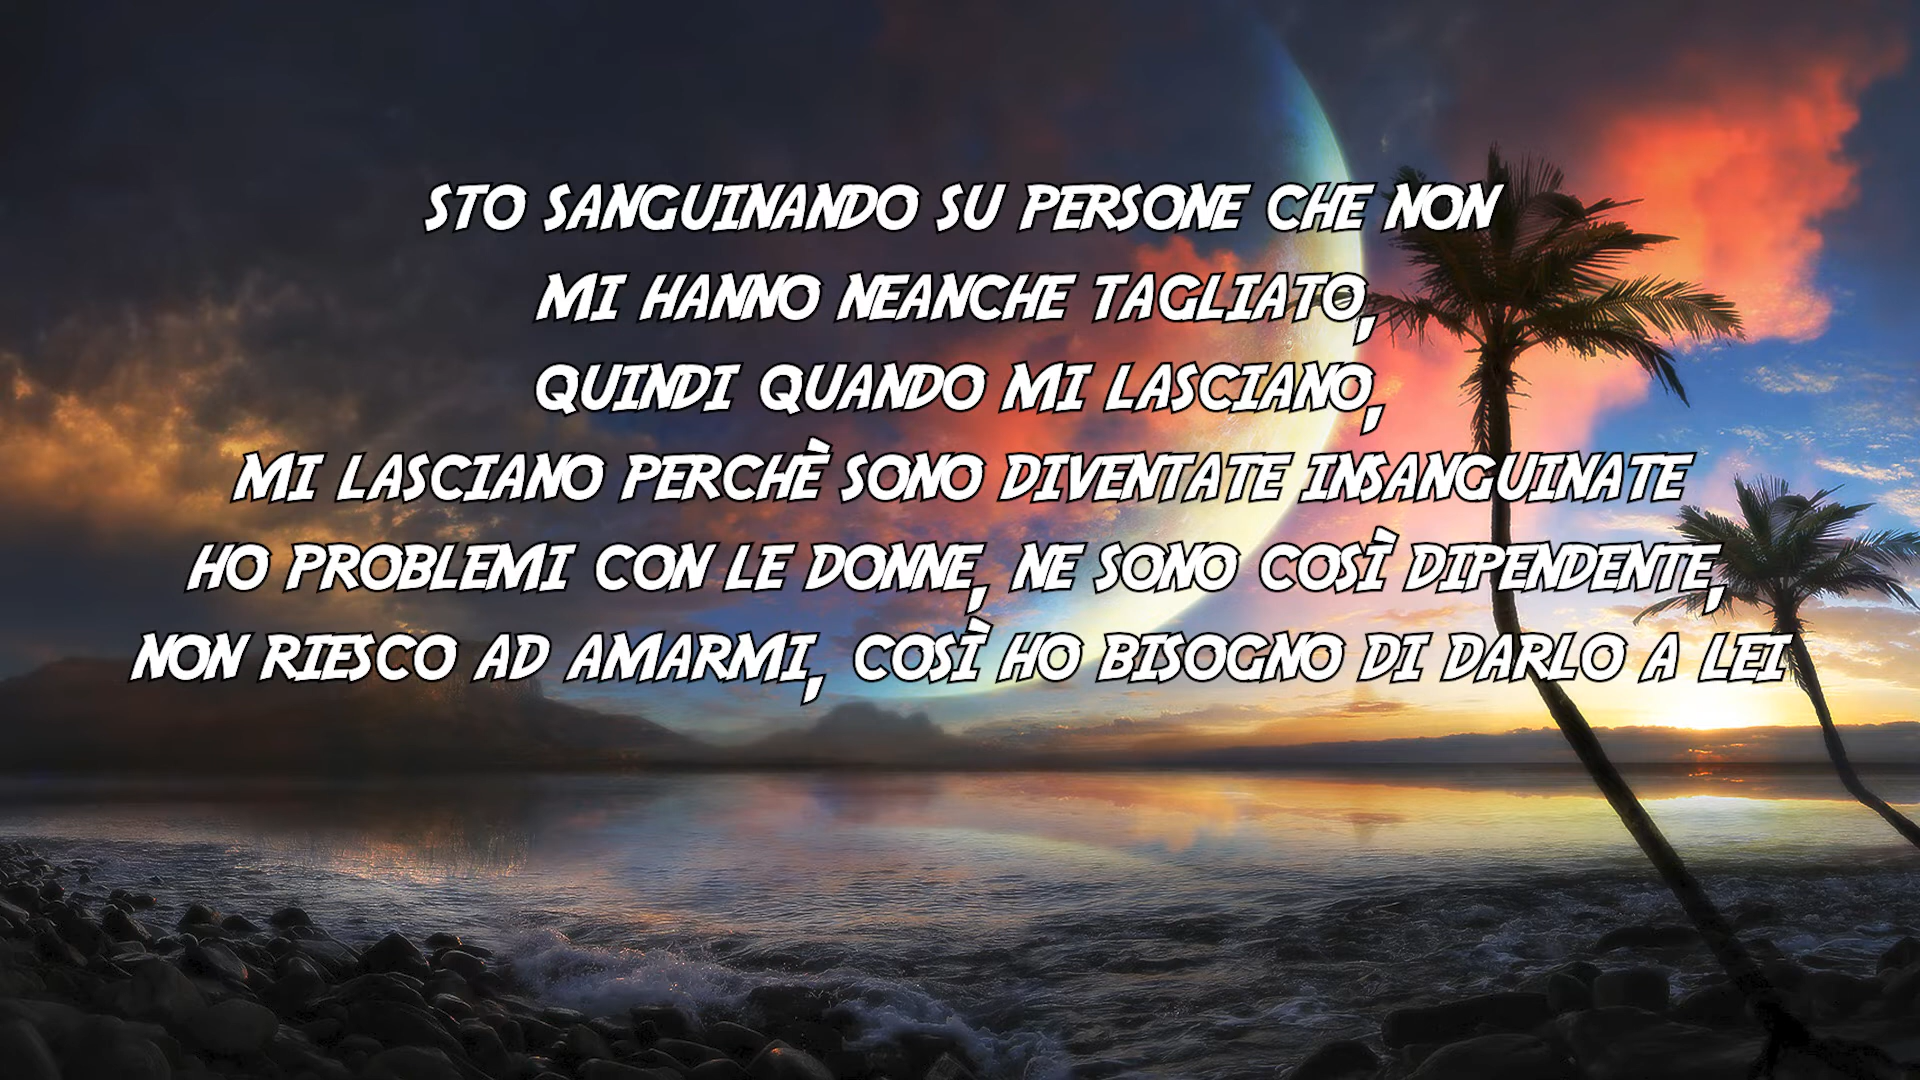 STO SANGUINANDO SU PERSONE CHE NON
MI HANNO NEANCHE TAGLIATO,
QUINDI QUANDO MI LASCIANO,
MI LASCIANO PERCHÈ SONO DIVENTATE INSANGUINATE
HO PROBLEMI CON LE DONNE, NE SONO COSÌ DIPENDENTE,
NON RIESCO AD AMARMI, COSÌ HO BISOGNO DI DARLO A LEI